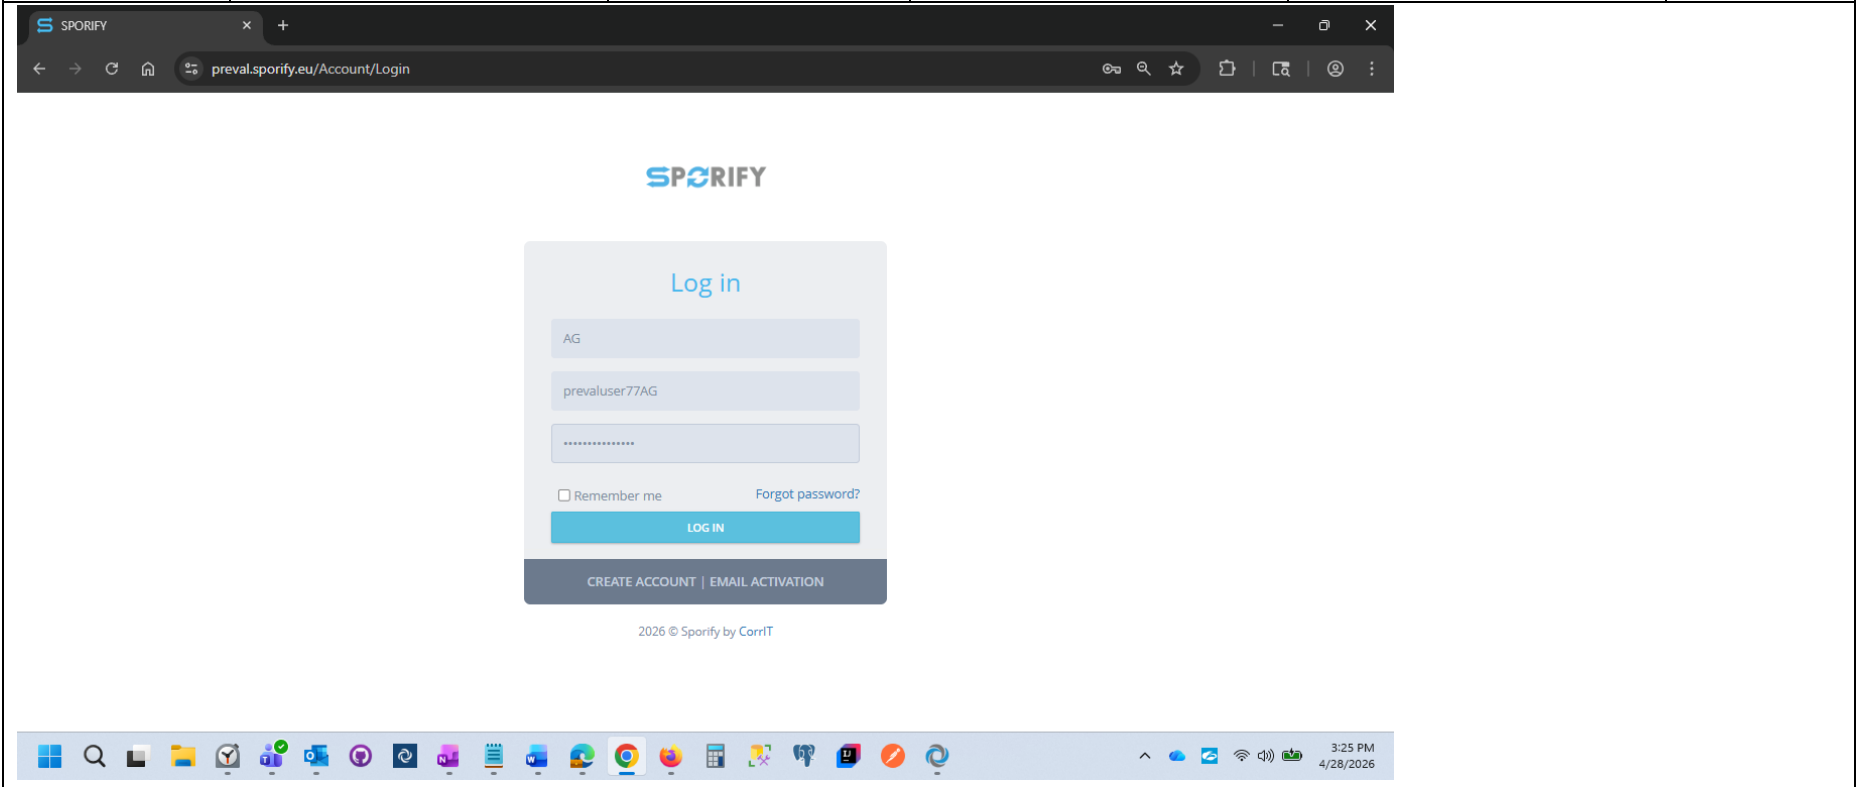 SPORIFY
preval.sporify.eu/Account/Login
SPORIFY
Log in
AG
prevaluser77AG
•••••••••••••••
Remember me Forgot password?
LOG IN
CREATE ACCOUNT | EMAIL ACTIVATION
2026 © Sporify by CorrIT
3:25 PM
4/28/2026